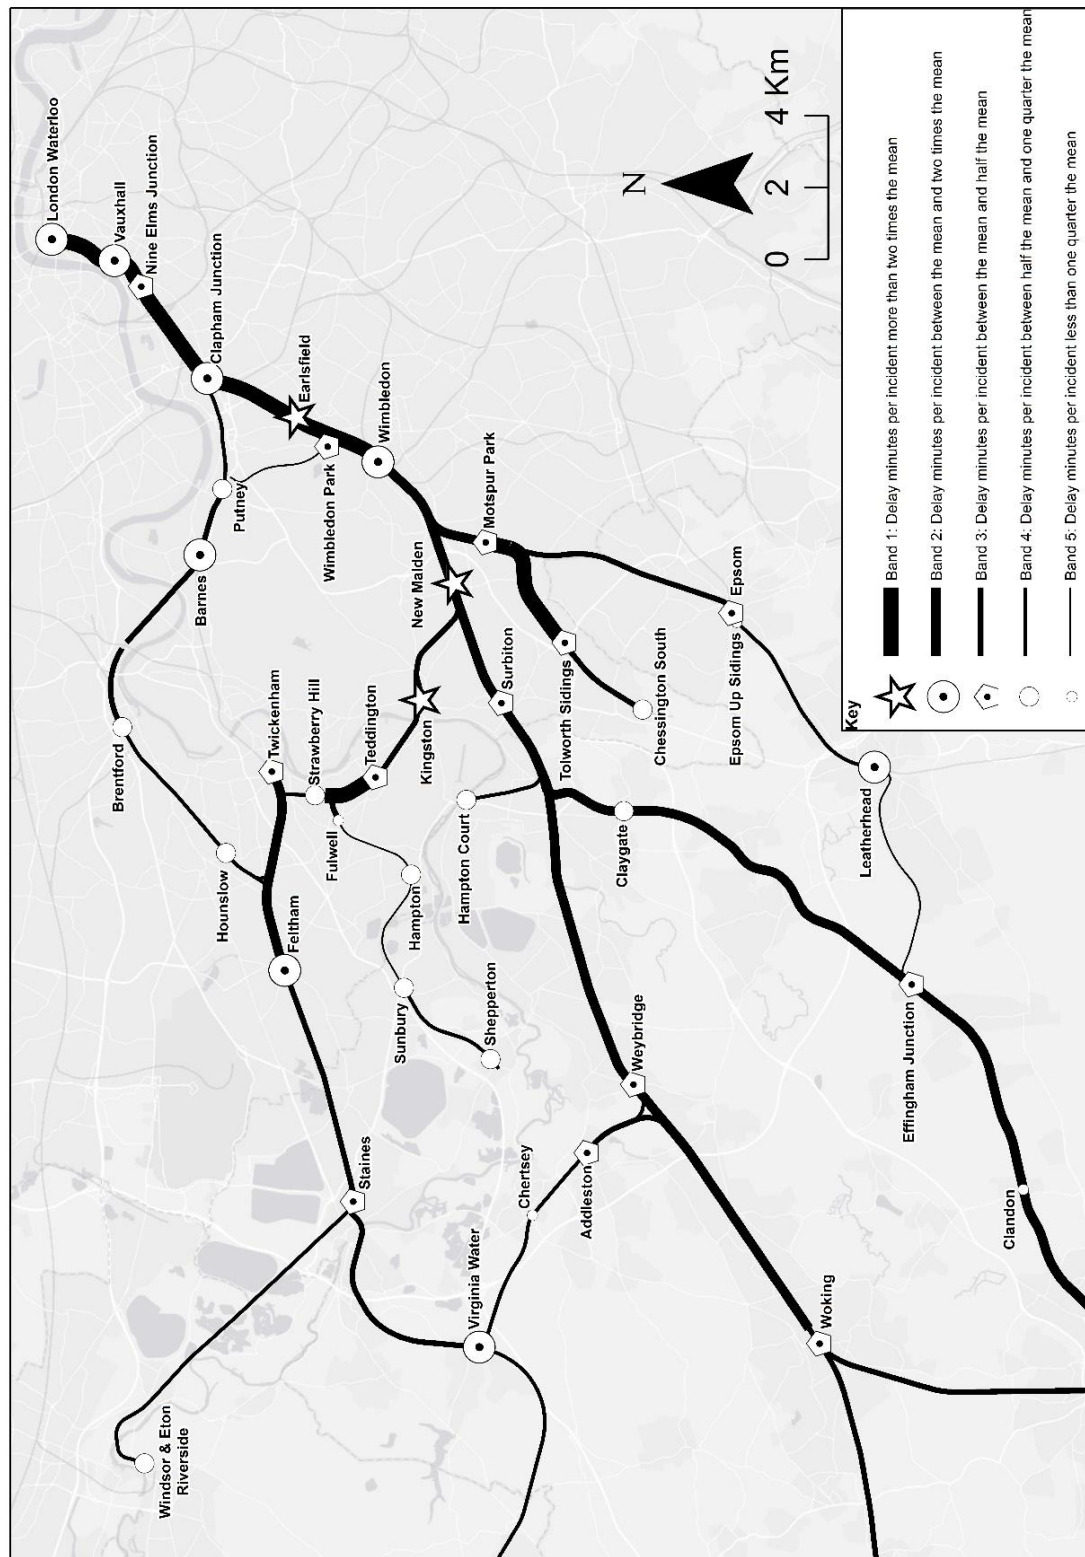 London Waterloo
Vauxhall
Nine Elms Junction
Clapham Junction
Earlsfield
Wimbledon
Putney
Wimbledon Park
Barnes
Motspur Park
New Malden
Epsom
Epsom Up Sidings
Surbiton
Tolworth Sidings
Chessington South
Kingston
Teddington
Strawberry Hill
Twickenham
Brentford
Hounslow
Fulwell
Hampton
Hampton Court
Claygate
Leatherhead
Feltham
Sunbury
Shepperton
Weybridge
Effingham Junction
Staines
Chertsey
Addleston
Clandon
Virginia Water
Woking
Windsor & Eton
Riverside
N
0 2 4 Km
Key
Band 1: Delay minutes per incident more than two times the mean
Band 2: Delay minutes per incident between the mean and two times the mean
Band 3: Delay minutes per incident between the mean and half the mean
Band 4: Delay minutes per incident between half the mean and one quarter the mean
Band 5: Delay minutes per incident less than one quarter the mean